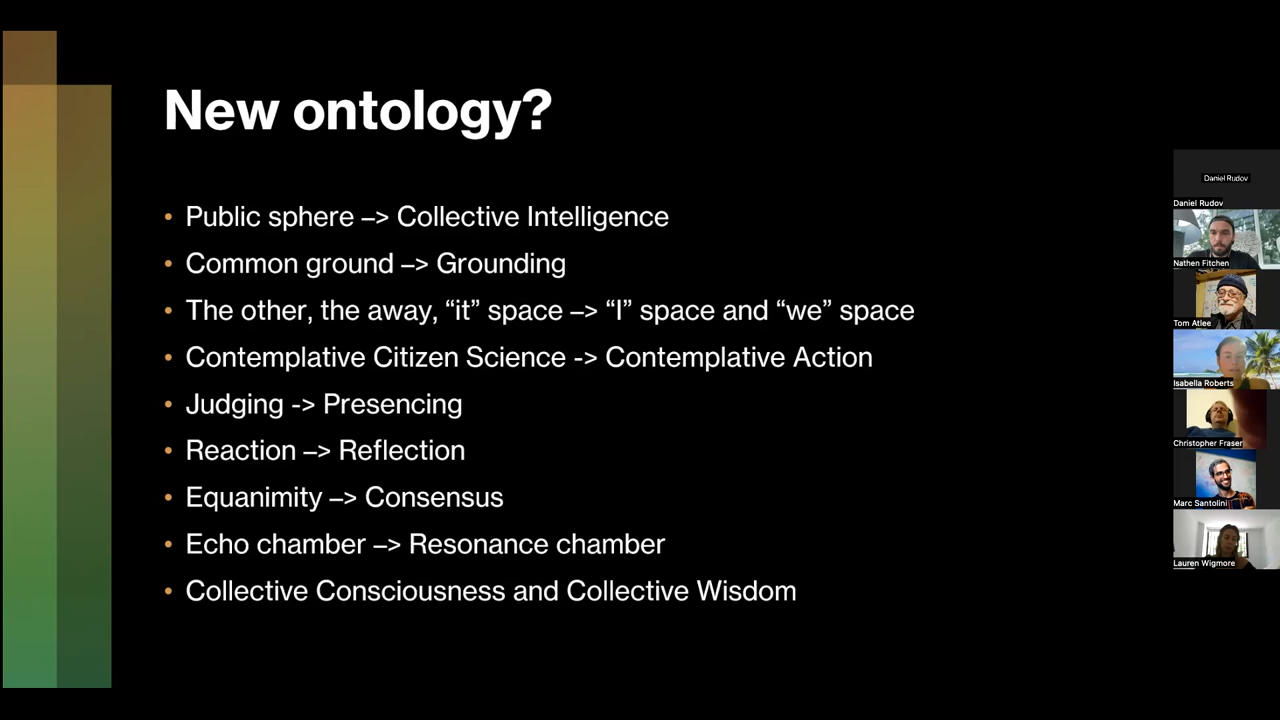 New ontology?
• Public sphere –> Collective Intelligence
• Common ground –> Grounding
• The other, the away, “it” space –> “I” space and “we” space
• Contemplative Citizen Science -> Contemplative Action
• Judging -> Presencing
• Reaction –> Reflection
• Equanimity –> Consensus
• Echo chamber –> Resonance chamber
• Collective Consciousness and Collective Wisdom
Daniel Rudov
Daniel Rudov
Nathen Fitchen
Tom Atlee
Isabella Roberts
Christopher Fraser
Marc Santolini
Lauren Wigmore